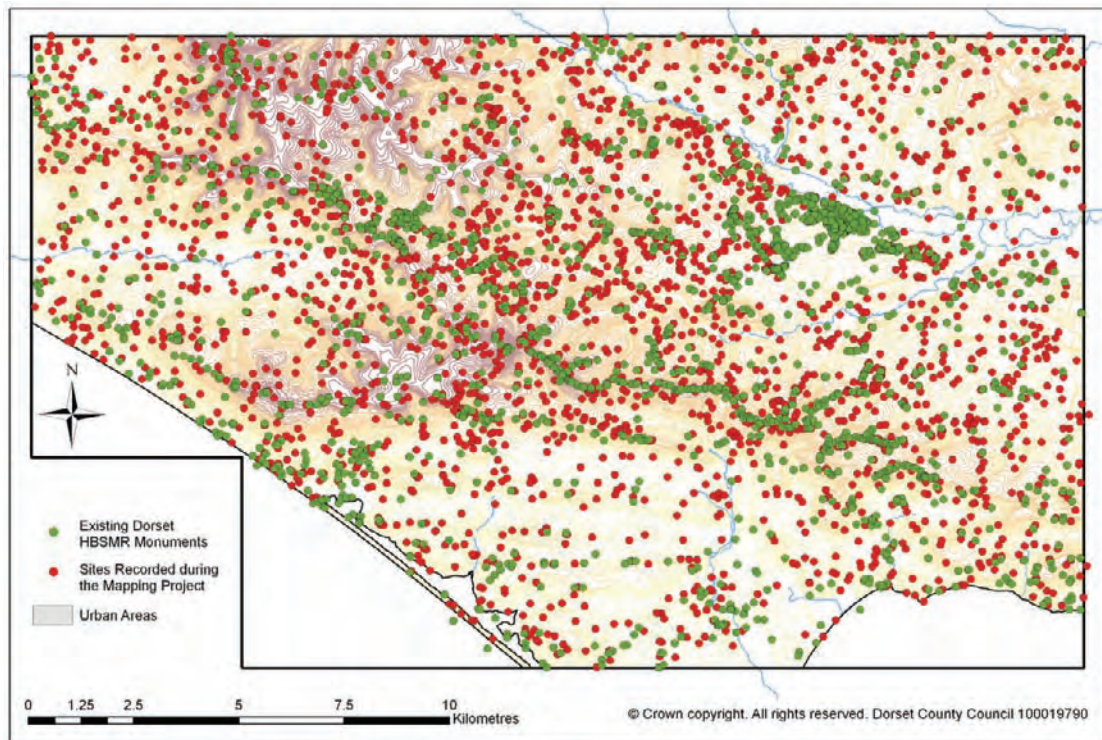 N
Existing Dorset
HBSMR Monuments
Sites Recorded during
the Mapping Project
Urban Areas
0 1.25 2.5 5 7.5 10
Kilometres
© Crown copyright. All rights reserved. Dorset County Council 100019790